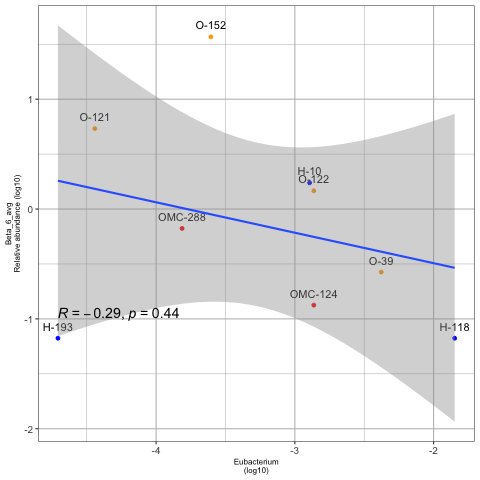 O-152
1
O-121
H-10
O-122
0
OMC-288
O-39
OMC-124
R = −0.29, p = 0.44
-1
H-193
H-118
-2
-4
-3
-2
Eubacterium
(log10)
Beta_6_avg
Relative abundance (log10)